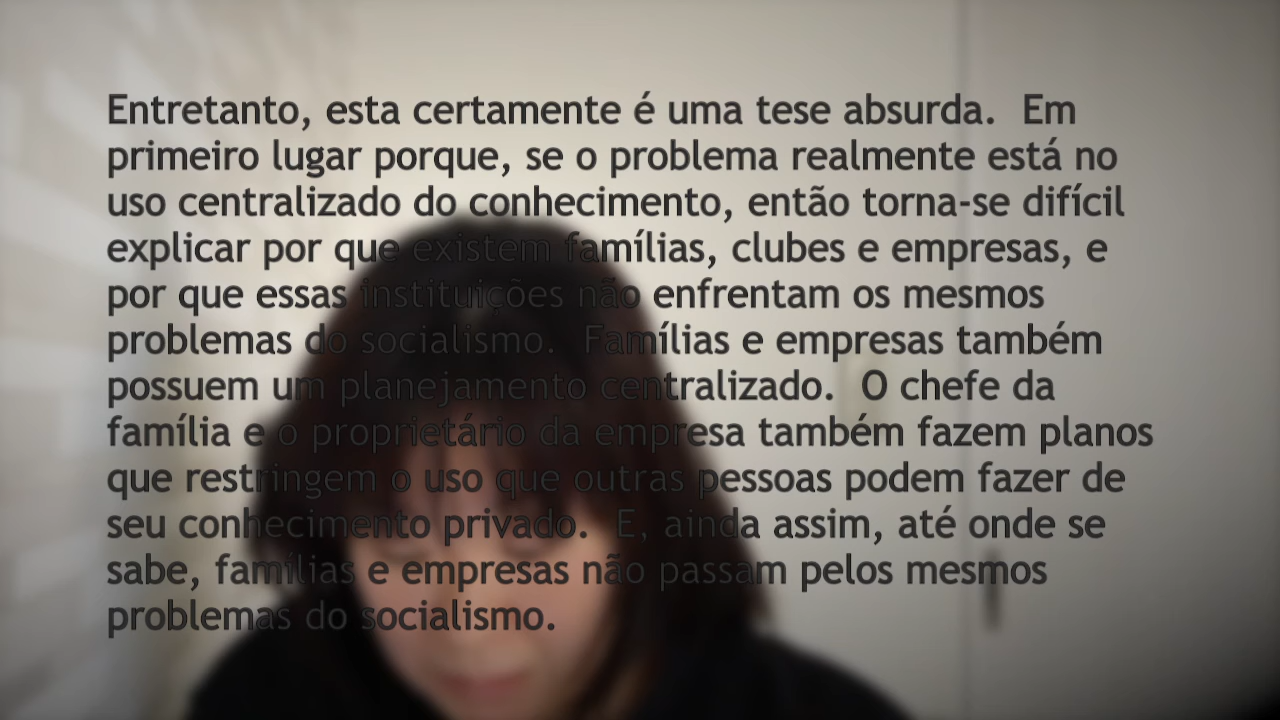 Entretanto, esta certamente é uma tese absurda.  Em
primeiro lugar porque, se o problema realmente está no
uso centralizado do conhecimento, então torna-se difícil
explicar por que existem famílias, clubes e empresas, e
por que essas instituições não enfrentam os mesmos
problemas do socialismo.  Famílias e empresas também
possuem um planejamento centralizado.  O chefe da
família e o proprietário da empresa também fazem planos
que restringem o uso que outras pessoas podem fazer de
seu conhecimento privado.  E, ainda assim, até onde se
sabe, famílias e empresas não passam pelos mesmos
problemas do socialismo.